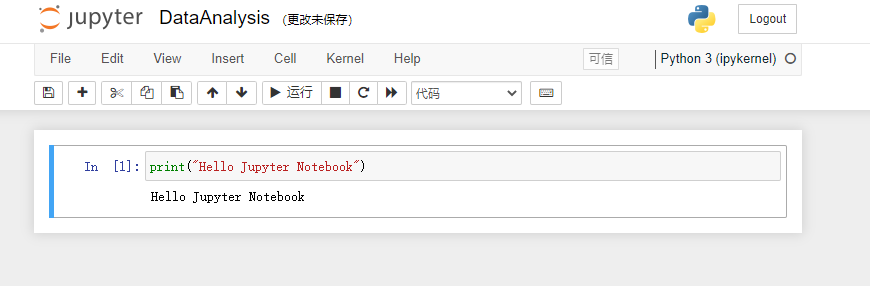 jupyter DataAnalysis (更改未保存) Logout
File Edit View Insert Cell Kernel Help 可信 Python 3 (ipykernel)
运行 代码
In [1]: print("Hello Jupyter Notebook")
Hello Jupyter Notebook